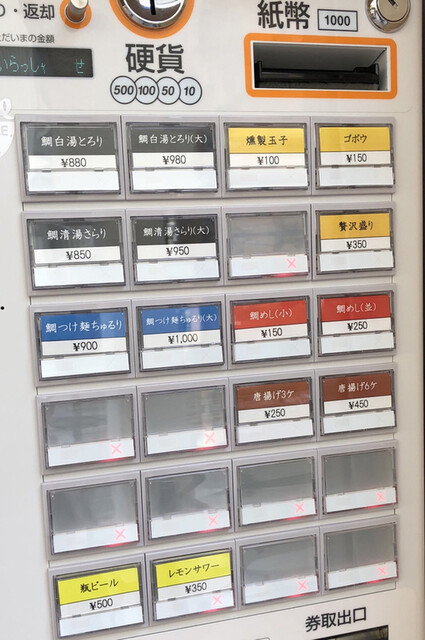 ・返却
紙幣 1000
ただいまの金額
いらっしゃ せ
硬貨
500 100 50 10
鯛白湯とろり
¥880
鯛白湯とろり(大)
¥980
燻製玉子
¥100
ゴボウ
¥150
鯛清湯さらり
¥850
鯛清湯さらり(大)
¥950
贅沢盛り
¥350
鯛つけ麺ちゅるり
¥900
鯛つけ麺ちゅるり(大)
¥1,000
鯛めし(小)
¥150
鯛めし(並)
¥250
唐揚げ3ケ
¥250
唐揚げ6ケ
¥450
瓶ビール
¥500
レモンサワー
¥350
券取出口